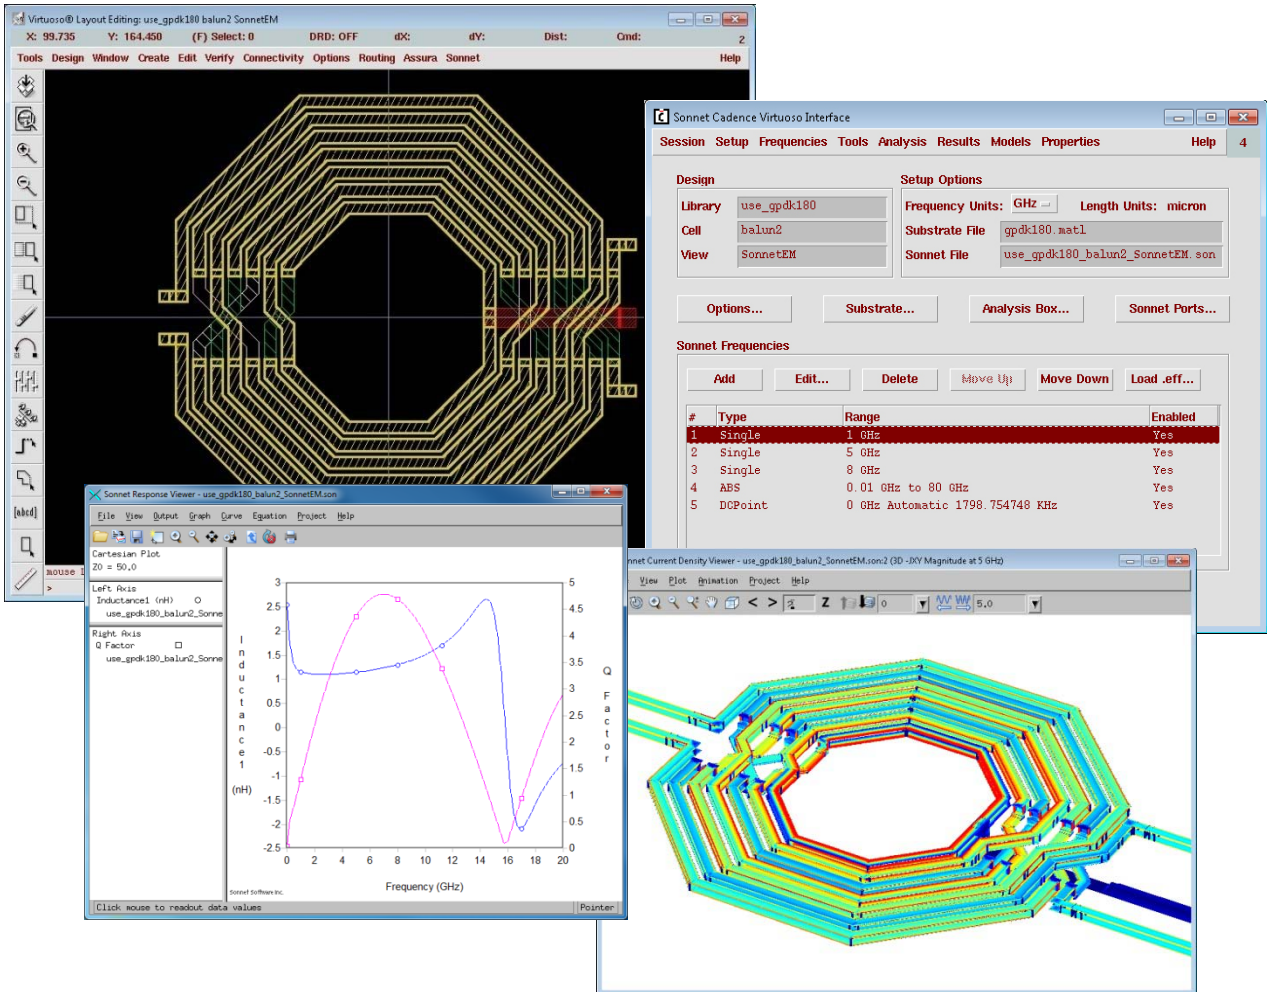 Virtuoso® Layout Editing: use_gpdk180 balun2 SonnetEM
X: 99.735 Y: 164.450 (F) Select: 0 DRD: OFF dX: dY: Dist: Cmd: 2
Tools Design Window Create Edit Verify Connectivity Options Routing Assura Sonnet Help
[abcd]
mouse L
>
Sonnet Cadence Virtuoso Interface
Session Setup Frequencies Tools Analysis Results Models Properties Help 4
Design
Library use_gpdk180
Cell balun2
View SonnetEM
Setup Options
Frequency Units: GHz Length Units: micron
Substrate File gpdk180.matl
Sonnet File use_gpdk180_balun2_SonnetEM.son
Options... Substrate... Analysis Box... Sonnet Ports...
Sonnet Frequencies
Add Edit... Delete Move Up Move Down Load .eff...
# Type Range Enabled
1 Single 1 GHz Yes
2 Single 5 GHz Yes
3 Single 8 GHz Yes
4 ABS 0.01 GHz to 80 GHz Yes
5 DCPoint 0 GHz Automatic 1798.754748 KHz Yes
Sonnet Response Viewer - use_gpdk180_balun2_SonnetEM.son
File View Output Graph Curve Equation Project Help
Cartesian Plot
Z0 = 50.0
Left Axis
Inductance1 (nH)
use_gpdk180_balun2_Sonne
Right Axis
Q Factor
use_gpdk180_balun2_Sonne
3
2.5
2
1.5
1
0.5
0
-0.5
-1
-1.5
-2
-2.5
Inductance1
(nH)
5
4.5
4
3.5
3
2.5
2
1.5
1
0.5
0
Q Factor
0 2 4 6 8 10 12 14 16 18 20
Frequency (GHz)
Sonnet Software Inc.
Click mouse to readout data values Pointer
nnet Current Density Viewer - use_gpdk180_balun2_SonnetEM.son:2 (3D -JXY Magnitude at 5 GHz)
View Plot Animation Project Help
< > 2 Z 0 5.0